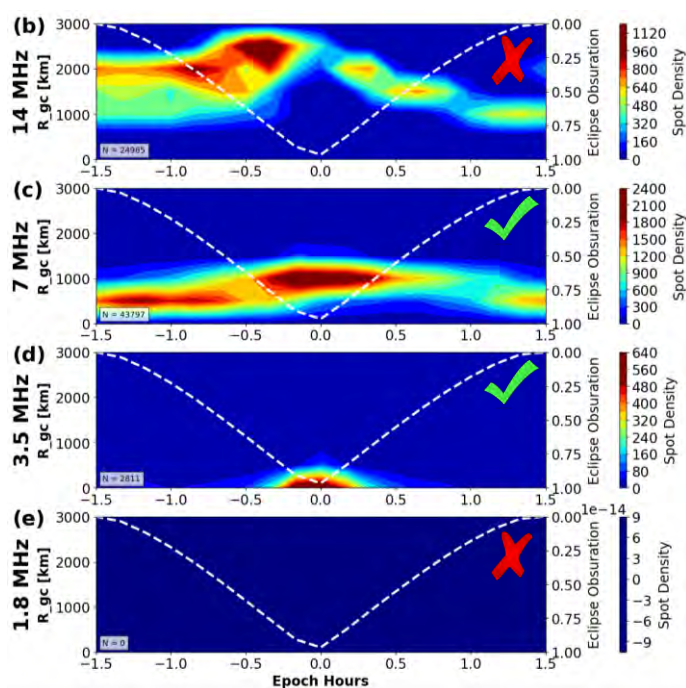 (b)
14 MHz
R_gc [km]
3000
2000
1000
0
N = 24985
−1.5 −1.0 −0.5 0.0 0.5 1.0 1.5
0.00
0.25
0.50
0.75
1.00
Eclipse Obsuration
1120
960
800
640
480
320
160
0
Spot Density
(c)
7 MHz
R_gc [km]
3000
2000
1000
0
N = 43797
−1.5 −1.0 −0.5 0.0 0.5 1.0 1.5
0.00
0.25
0.50
0.75
1.00
Eclipse Obsuration
2400
2100
1800
1500
1200
900
600
300
0
Spot Density
(d)
3.5 MHz
R_gc [km]
3000
2000
1000
0
N = 2811
−1.5 −1.0 −0.5 0.0 0.5 1.0 1.5
0.00
0.25
0.50
0.75
1.00
Eclipse Obsuration
640
560
480
400
320
240
160
80
0
Spot Density
(e)
1.8 MHz
R_gc [km]
3000
2000
1000
0
N = 0
−1.5 −1.0 −0.5 0.0 0.5 1.0 1.5
Epoch Hours
0.00
0.25
0.50
0.75
1.00
Eclipse Obsuration
1e−14
9
6
3
0
−3
−6
−9
Spot Density